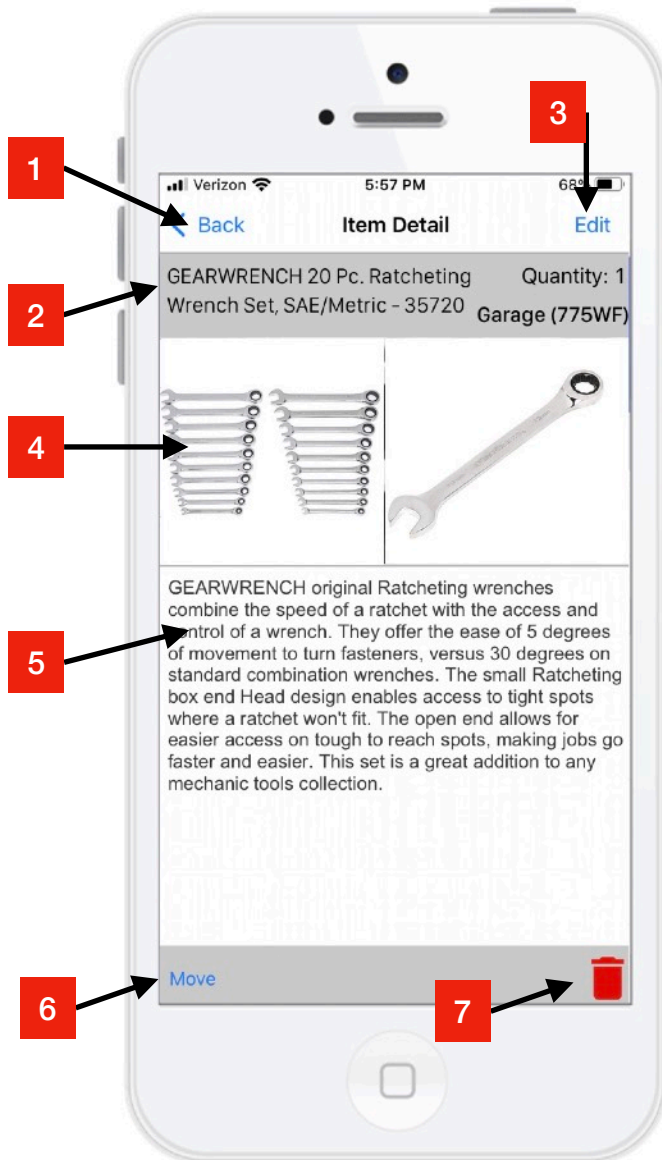 3
1
Verizon 5:57 PM 68%
Back Item Detail Edit
GEARWRENCH 20 Pc. Ratcheting Quantity: 1
2
Wrench Set, SAE/Metric - 35720 Garage (775WF)
4
GEARWRENCH original Ratcheting wrenches
combine the speed of a ratchet with the access and
control of a wrench. They offer the ease of 5 degrees
5
of movement to turn fasteners, versus 30 degrees on
standard combination wrenches. The small Ratcheting
box end Head design enables access to tight spots
where a ratchet won't fit. The open end allows for
easier access on tough to reach spots, making jobs go
faster and easier. This set is a great addition to any
mechanic tools collection.
Move
6
7